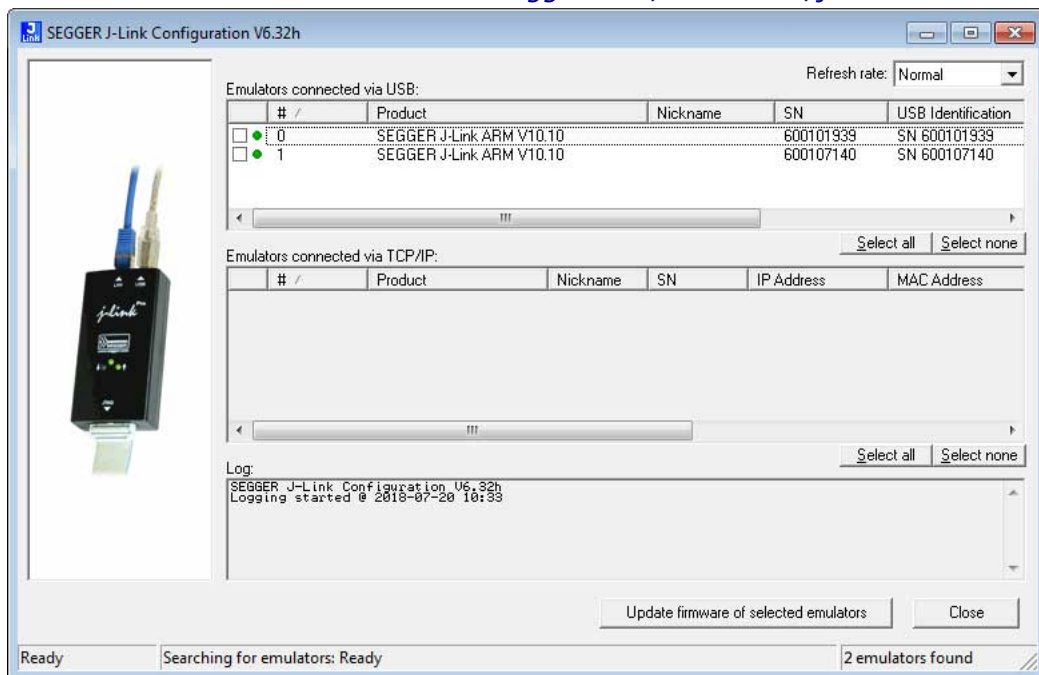 SEGGER J-Link Configuration V6.32h
Refresh rate: Normal
Emulators connected via USB:
# Product Nickname SN USB Identification
0 SEGGER J-Link ARM V10.10 600101939 SN 600101939
1 SEGGER J-Link ARM V10.10 600107140 SN 600107140
Select all Select none
Emulators connected via TCP/IP:
# Product Nickname SN IP Address MAC Address
j-link Pro
Select all Select none
Log:
SEGGER J-Link Configuration V6.32h
Logging started @ 2018-07-20 10:33
Update firmware of selected emulators Close
Ready Searching for emulators: Ready 2 emulators found